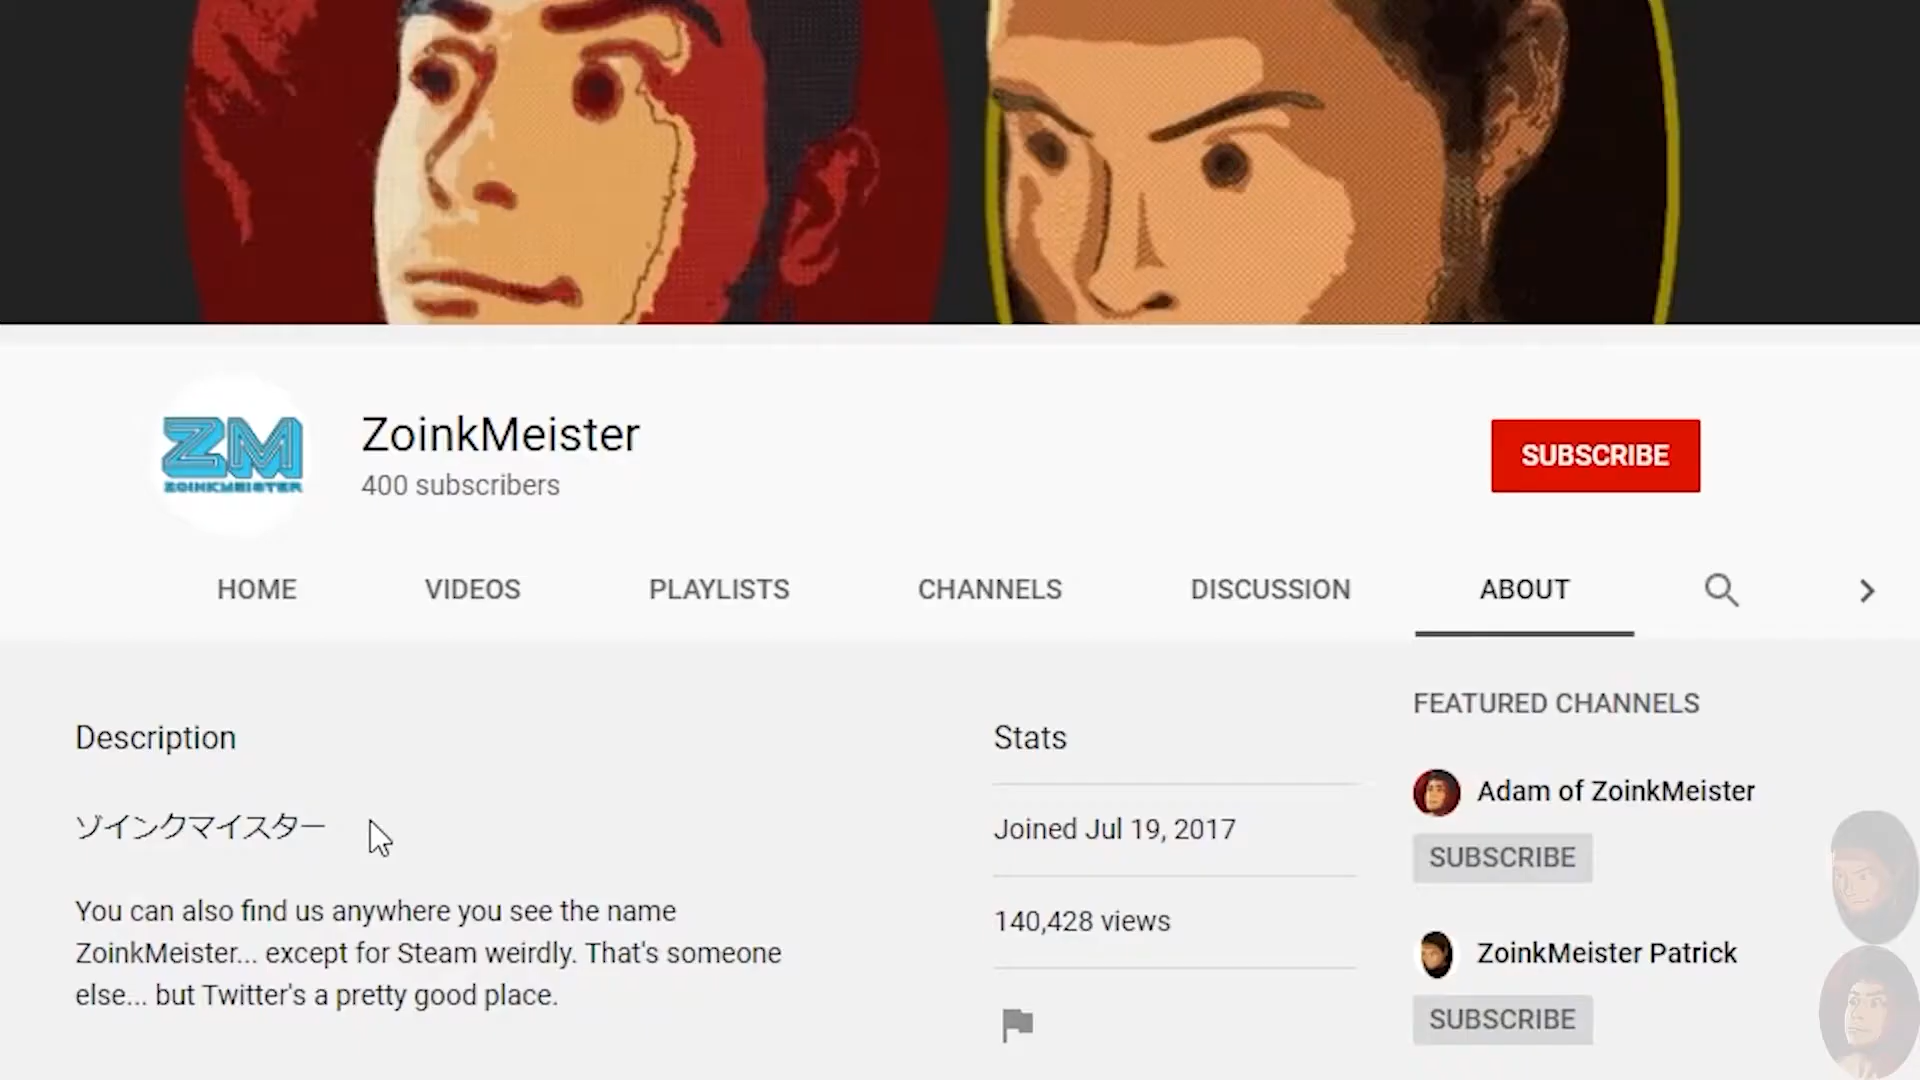 ZM
ZOINKMEISTER
ZoinkMeister
400 subscribers
SUBSCRIBE
HOME
VIDEOS
PLAYLISTS
CHANNELS
DISCUSSION
ABOUT
Description
ゾインクマイスター
You can also find us anywhere you see the name
ZoinkMeister... except for Steam weirdly. That's someone
else... but Twitter's a pretty good place.
Stats
Joined Jul 19, 2017
140,428 views
FEATURED CHANNELS
Adam of ZoinkMeister
SUBSCRIBE
ZoinkMeister Patrick
SUBSCRIBE